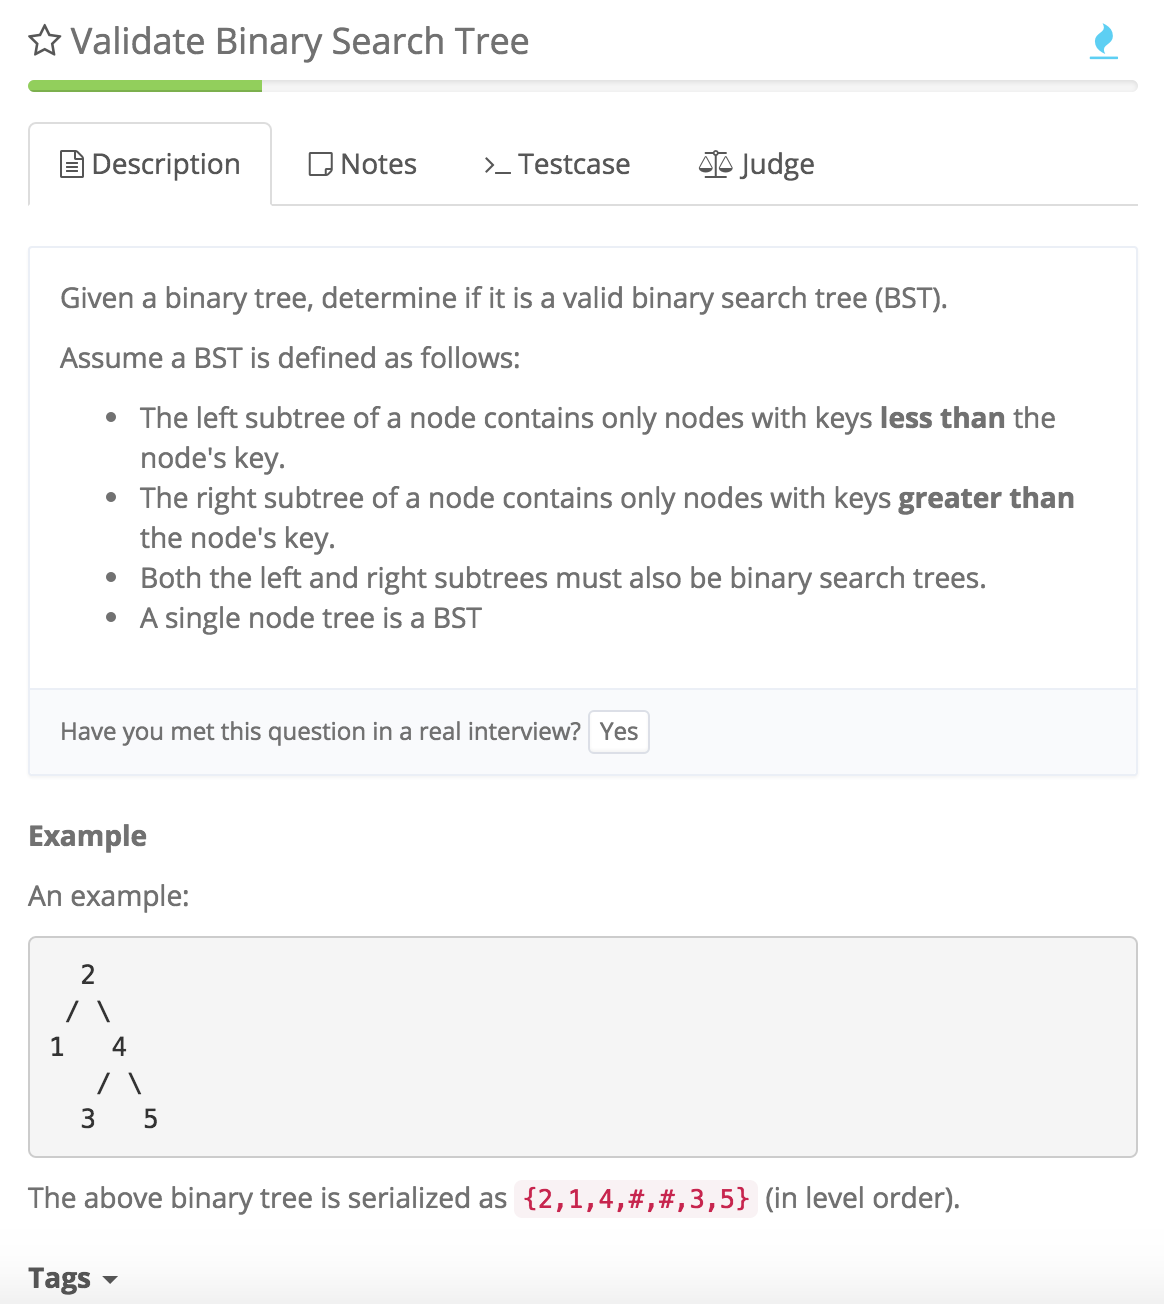 Validate Binary Search Tree
Description
Notes
Testcase
Judge
Given a binary tree, determine if it is a valid binary search tree (BST).
Assume a BST is defined as follows:
• The left subtree of a node contains only nodes with keys less than the
node's key.
• The right subtree of a node contains only nodes with keys greater than
the node's key.
• Both the left and right subtrees must also be binary search trees.
• A single node tree is a BST
Have you met this question in a real interview? Yes
Example
An example:
2
/ \
1 4
/ \
3 5
The above binary tree is serialized as {2,1,4,#,#,3,5} (in level order).
Tags